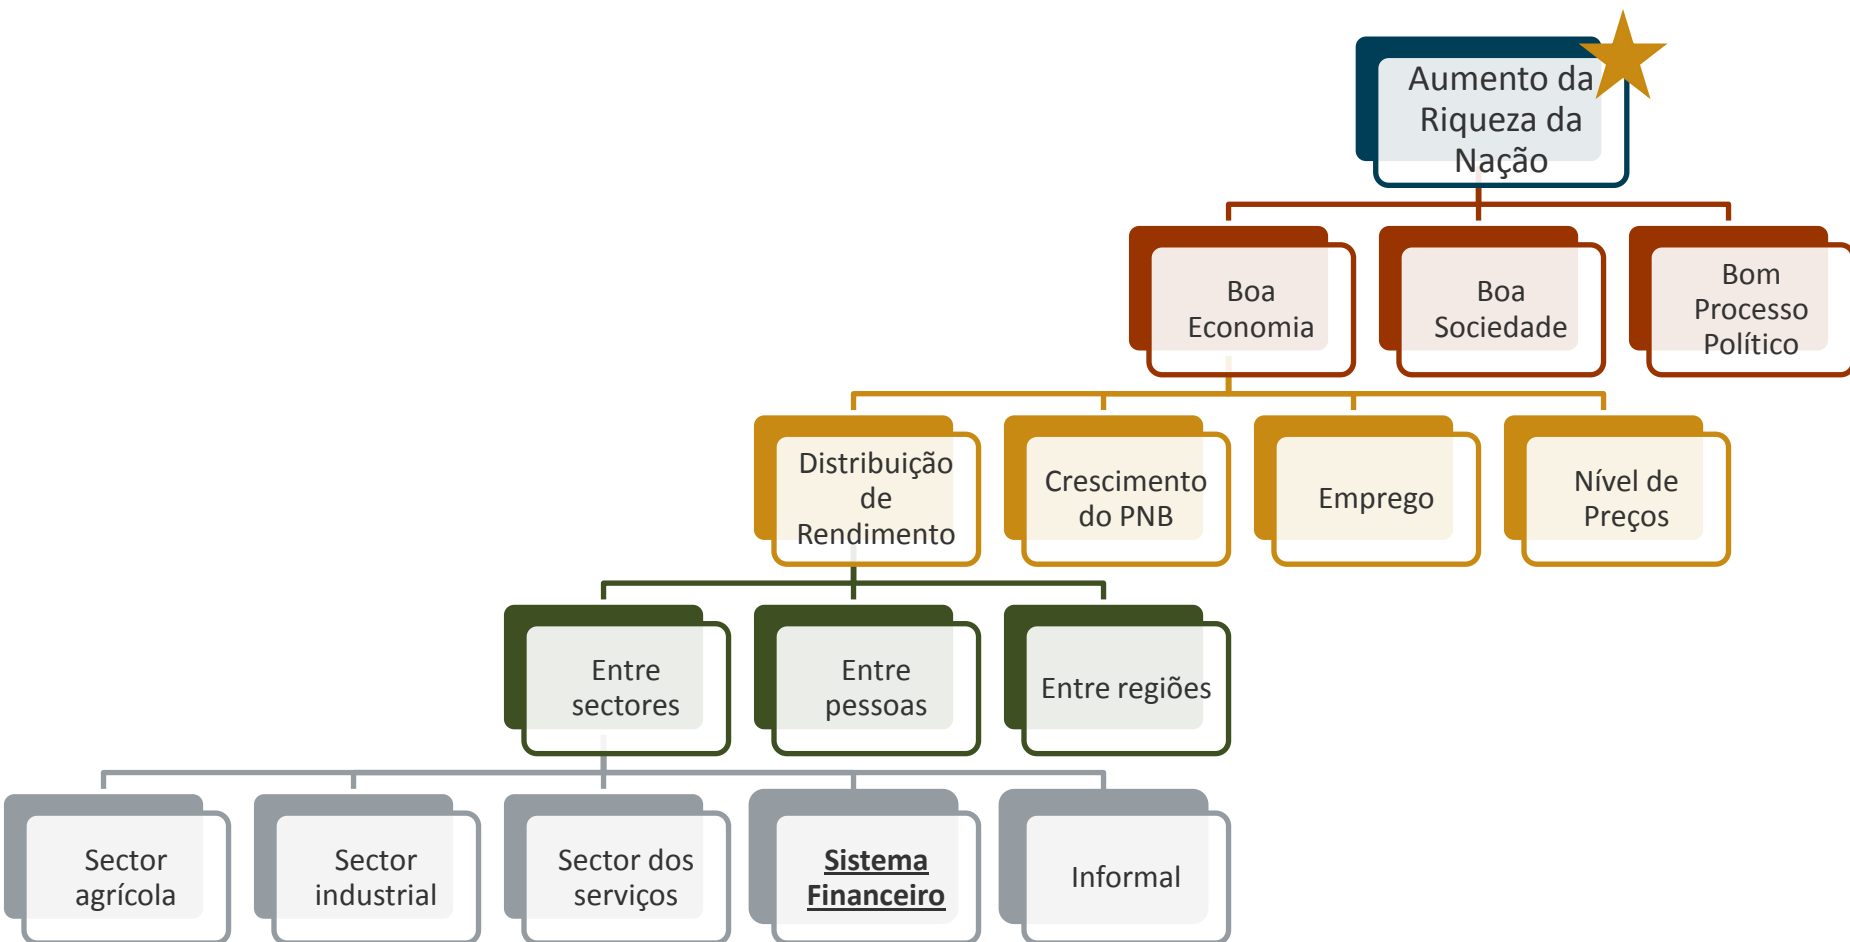 Aumento da
Riqueza da
Nação
Boa
Economia
Boa
Sociedade
Bom
Processo
Político
Distribuição
de
Rendimento
Crescimento
do PNB
Emprego
Nível de
Preços
Entre
sectores
Entre
pessoas
Entre regiões
Sector
agrícola
Sector
industrial
Sector dos
serviços
Sistema
Financeiro
Informal